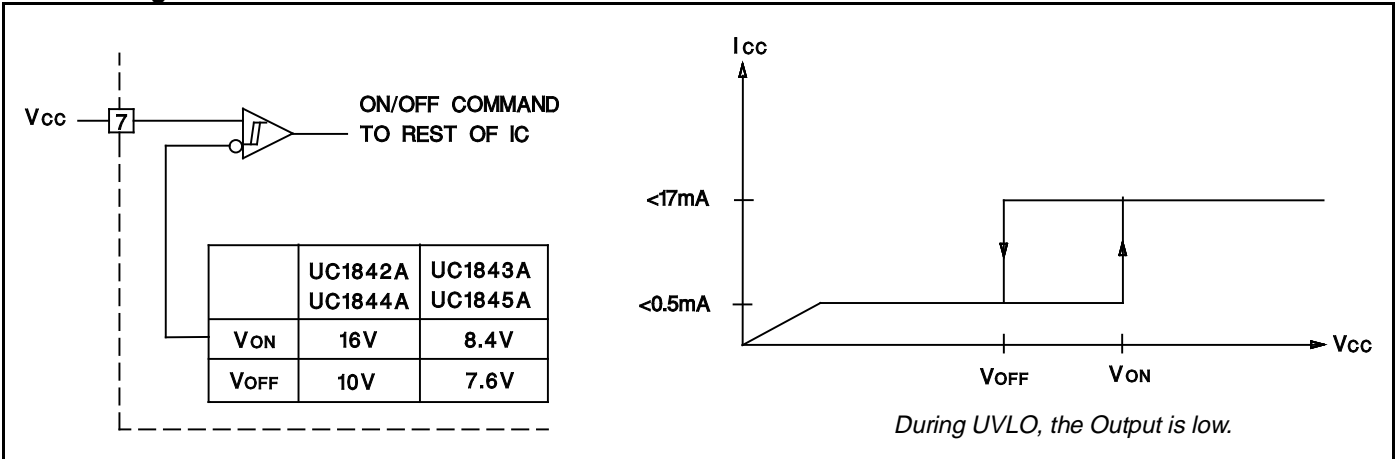 Vcc
7
ON/OFF COMMAND
TO REST OF IC
UC1842A UC1843A
UC1844A UC1845A
VON 16V 8.4V
VOFF 10V 7.6V
Icc
<17mA
<0.5mA
Vcc
VOFF VON
During UVLO, the Output is low.